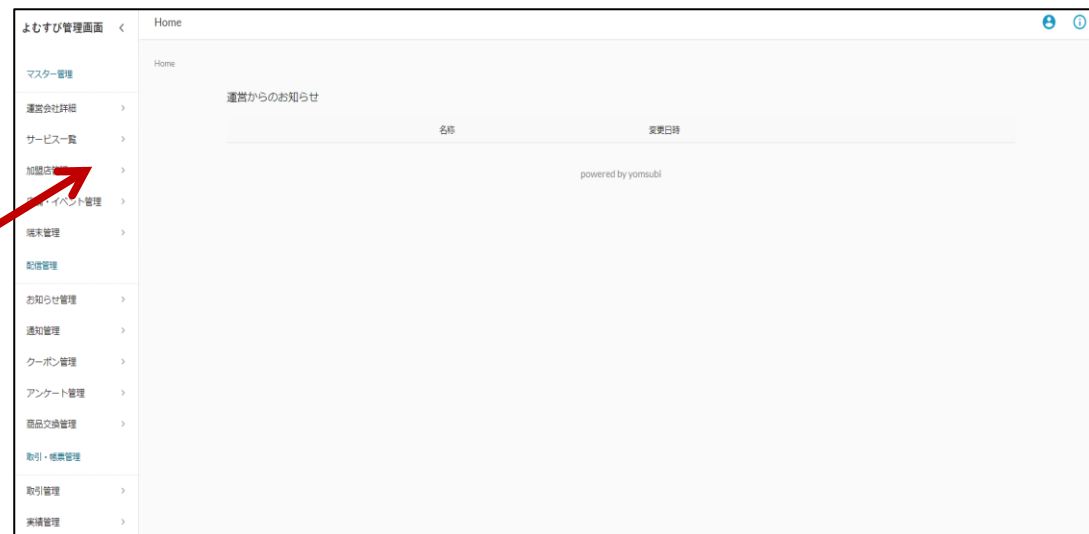 よむすび管理画面
Home
Home
マスター管理
運営会社詳細
サービス一覧
加盟店管理
・イベント管理
端末管理
配信管理
お知らせ管理
通知管理
クーポン管理
アンケート管理
商品交換管理
取引・帳票管理
取引管理
実績管理
運営からのお知らせ
名称 変更日時
powered by yomsubi